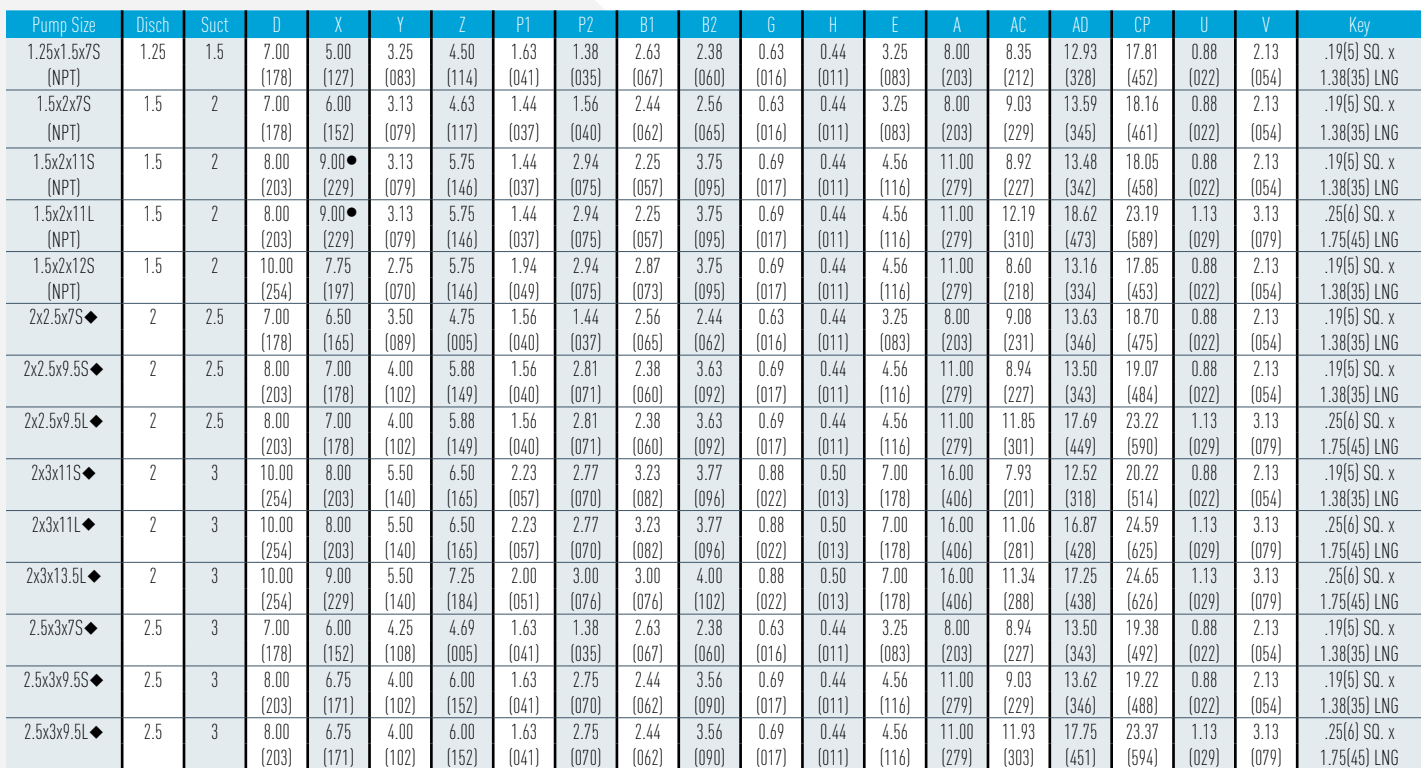 Pump Size Disch Suct D X Y Z P1 P2 B1 B2 G H E A AC AD CP U V Key
1.25x1.5x7S 1.25 1.5 7.00 5.00 3.25 4.50 1.63 1.38 2.63 2.38 0.63 0.44 3.25 8.00 8.35 12.93 17.81 0.88 2.13 .19(5) SQ. x
(NPT) (178) (127) (083) (114) (041) (035) (067) (060) (016) (011) (083) (203) (212) (328) (452) (022) (054) 1.38(35) LNG
1.5x2x7S 1.5 2 7.00 6.00 3.13 4.63 1.44 1.56 2.44 2.56 0.63 0.44 3.25 8.00 9.03 13.59 18.16 0.88 2.13 .19(5) SQ. x
(NPT) (178) (152) (079) (117) (037) (040) (062) (065) (016) (011) (083) (203) (229) (345) (461) (022) (054) 1.38(35) LNG
1.5x2x11S 1.5 2 8.00 9.00● 3.13 5.75 1.44 2.94 2.25 3.75 0.69 0.44 4.56 11.00 8.92 13.48 18.05 0.88 2.13 .19(5) SQ. x
(NPT) (203) (229) (079) (146) (037) (075) (057) (095) (017) (011) (116) (279) (227) (342) (458) (022) (054) 1.38(35) LNG
1.5x2x11L 1.5 2 8.00 9.00● 3.13 5.75 1.44 2.94 2.25 3.75 0.69 0.44 4.56 11.00 12.19 18.62 23.19 1.13 3.13 .25(6) SQ. x
(NPT) (203) (229) (079) (146) (037) (075) (057) (095) (017) (011) (116) (279) (310) (473) (589) (029) (079) 1.75(45) LNG
1.5x2x12S 1.5 2 10.00 7.75 2.75 5.75 1.94 2.94 2.87 3.75 0.69 0.44 4.56 11.00 8.60 13.16 17.85 0.88 2.13 .19(5) SQ. x
(NPT) (254) (197) (070) (146) (049) (075) (073) (095) (017) (011) (116) (279) (218) (334) (453) (022) (054) 1.38(35) LNG
2x2.5x7S◆ 2 2.5 7.00 6.50 3.50 4.75 1.56 1.44 2.56 2.44 0.63 0.44 3.25 8.00 9.08 13.63 18.70 0.88 2.13 .19(5) SQ. x
(178) (165) (089) (005) (040) (037) (065) (062) (016) (011) (083) (203) (231) (346) (475) (022) (054) 1.38(35) LNG
2x2.5x9.5S◆ 2 2.5 8.00 7.00 4.00 5.88 1.56 2.81 2.38 3.63 0.69 0.44 4.56 11.00 8.94 13.50 19.07 0.88 2.13 .19(5) SQ. x
(203) (178) (102) (149) (040) (071) (060) (092) (017) (011) (116) (279) (227) (343) (484) (022) (054) 1.38(35) LNG
2x2.5x9.5L◆ 2 2.5 8.00 7.00 4.00 5.88 1.56 2.81 2.38 3.63 0.69 0.44 4.56 11.00 11.85 17.69 23.22 1.13 3.13 .25(6) SQ. x
(203) (178) (102) (149) (040) (071) (060) (092) (017) (011) (116) (279) (301) (449) (590) (029) (079) 1.75(45) LNG
2x3x11S◆ 2 3 10.00 8.00 5.50 6.50 2.23 2.77 3.23 3.77 0.88 0.50 7.00 16.00 7.93 12.52 20.22 0.88 2.13 .19(5) SQ. x
(254) (203) (140) (165) (057) (070) (082) (096) (022) (013) (178) (406) (201) (318) (514) (022) (054) 1.38(35) LNG
2x3x11L◆ 2 3 10.00 8.00 5.50 6.50 2.23 2.77 3.23 3.77 0.88 0.50 7.00 16.00 11.06 16.87 24.59 1.13 3.13 .25(6) SQ. x
(254) (203) (140) (165) (057) (070) (082) (096) (022) (013) (178) (406) (281) (428) (625) (029) (079) 1.75(45) LNG
2x3x13.5L◆ 2 3 10.00 9.00 5.50 7.25 2.00 3.00 3.00 4.00 0.88 0.50 7.00 16.00 11.34 17.25 24.65 1.13 3.13 .25(6) SQ. x
(254) (229) (140) (184) (051) (076) (076) (102) (022) (013) (178) (406) (288) (438) (626) (029) (079) 1.75(45) LNG
2.5x3x7S◆ 2.5 3 7.00 6.00 4.25 4.69 1.63 1.38 2.63 2.38 0.63 0.44 3.25 8.00 8.94 13.50 19.38 0.88 2.13 .19(5) SQ. x
(178) (152) (108) (005) (041) (035) (067) (060) (016) (011) (083) (203) (227) (343) (492) (022) (054) 1.38(35) LNG
2.5x3x9.5S◆ 2.5 3 8.00 6.75 4.00 6.00 1.63 2.75 2.44 3.56 0.69 0.44 4.56 11.00 9.03 13.62 19.22 0.88 2.13 .19(5) SQ. x
(203) (171) (102) (152) (041) (070) (062) (090) (017) (011) (116) (279) (229) (346) (488) (022) (054) 1.38(35) LNG
2.5x3x9.5L◆ 2.5 3 8.00 6.75 4.00 6.00 1.63 2.75 2.44 3.56 0.69 0.44 4.56 11.00 11.93 17.75 23.37 1.13 3.13 .25(6) SQ. x
(203) (171) (102) (152) (041) (070) (062) (090) (017) (011) (116) (279) (303) (451) (594) (029) (079) 1.75(45) LNG